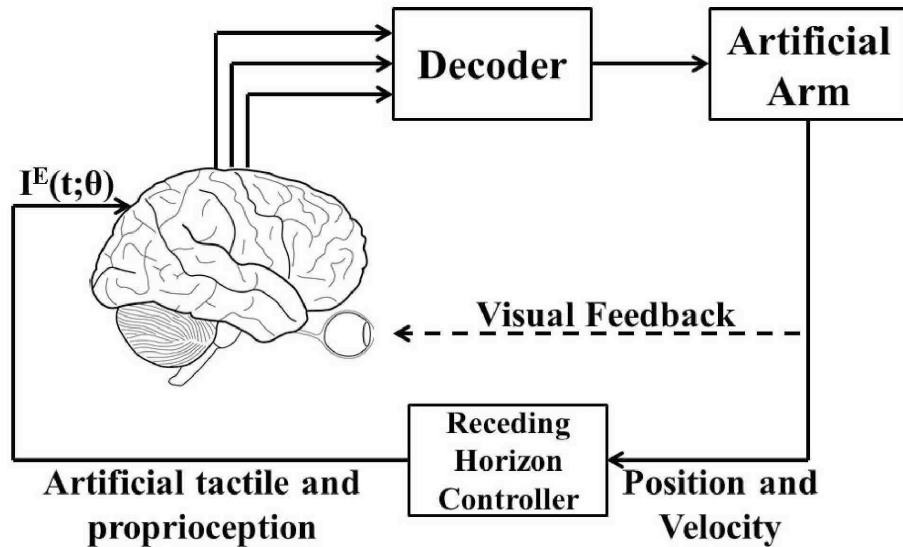 Decoder
Artificial
Arm
I^E(t;θ)
Visual Feedback
Receding
Horizon
Controller
Artificial tactile and
proprioception
Position and
Velocity